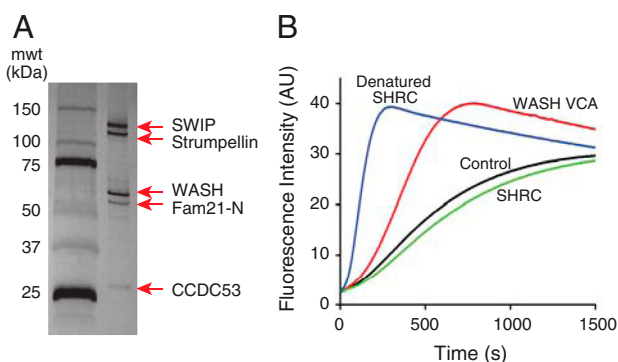 A
mwt
(kDa)
150
100
75
50
37
25
SWIP
Strumpellin
WASH
Fam21-N
CCDC53
B
Fluorescence Intensity (AU)
40
30
20
10
0
Denatured
SHRC
WASH VCA
Control
SHRC
0
500
1000
1500
Time (s)